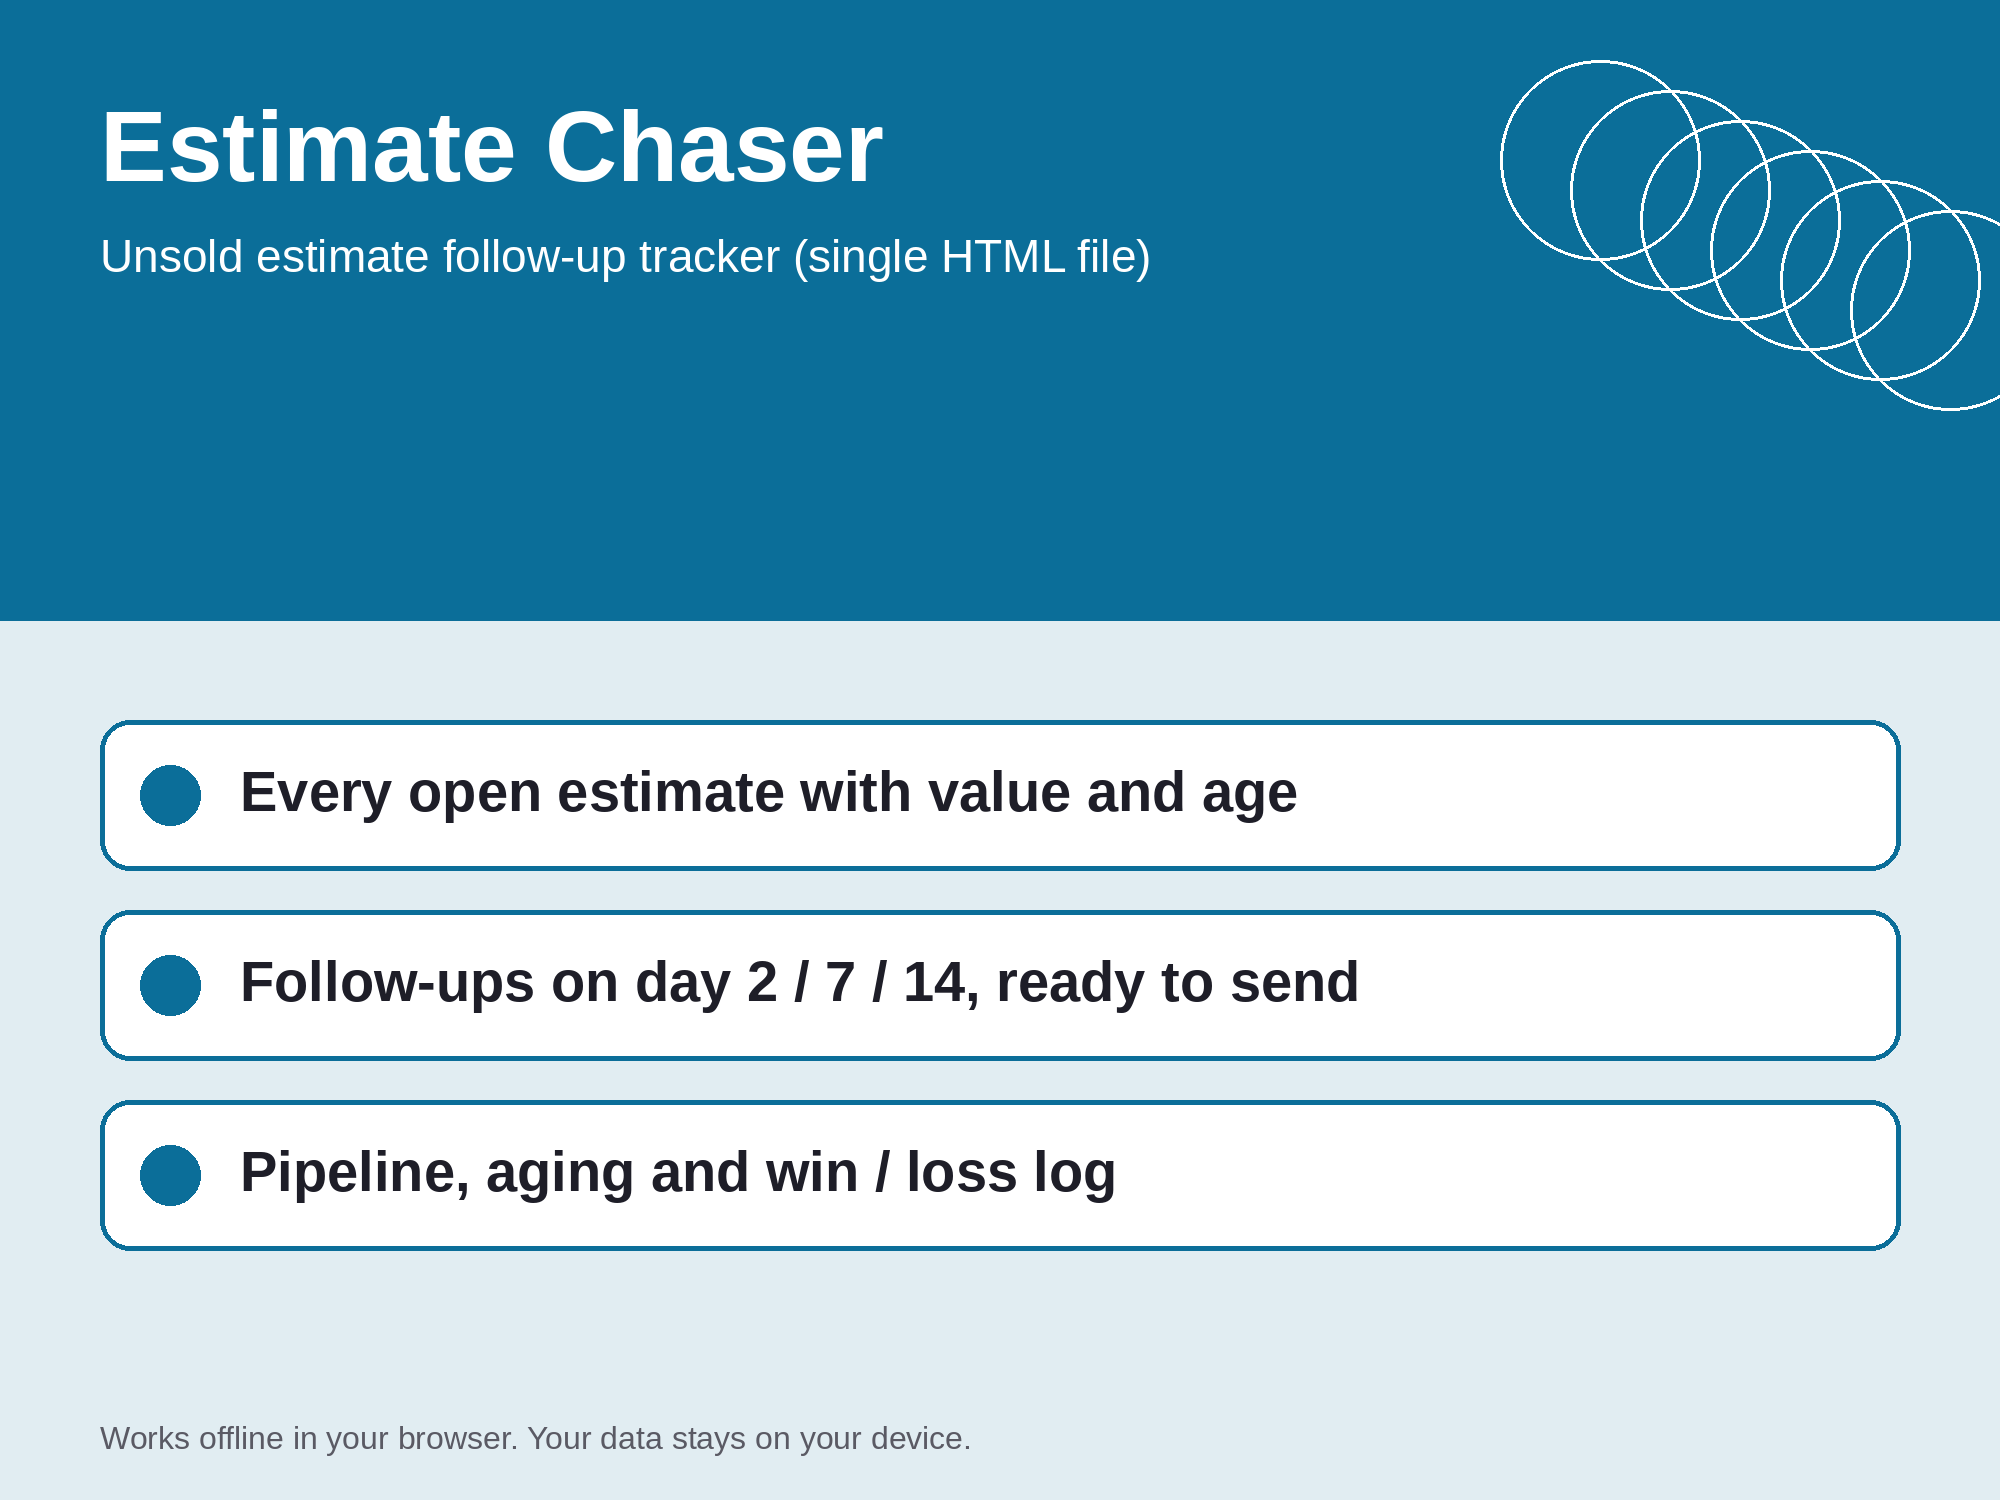 Estimate Chaser
Unsold estimate follow-up tracker (single HTML file)
Every open estimate with value and age
Follow-ups on day 2 / 7 / 14, ready to send
Pipeline, aging and win / loss log
Works offline in your browser. Your data stays on your device.